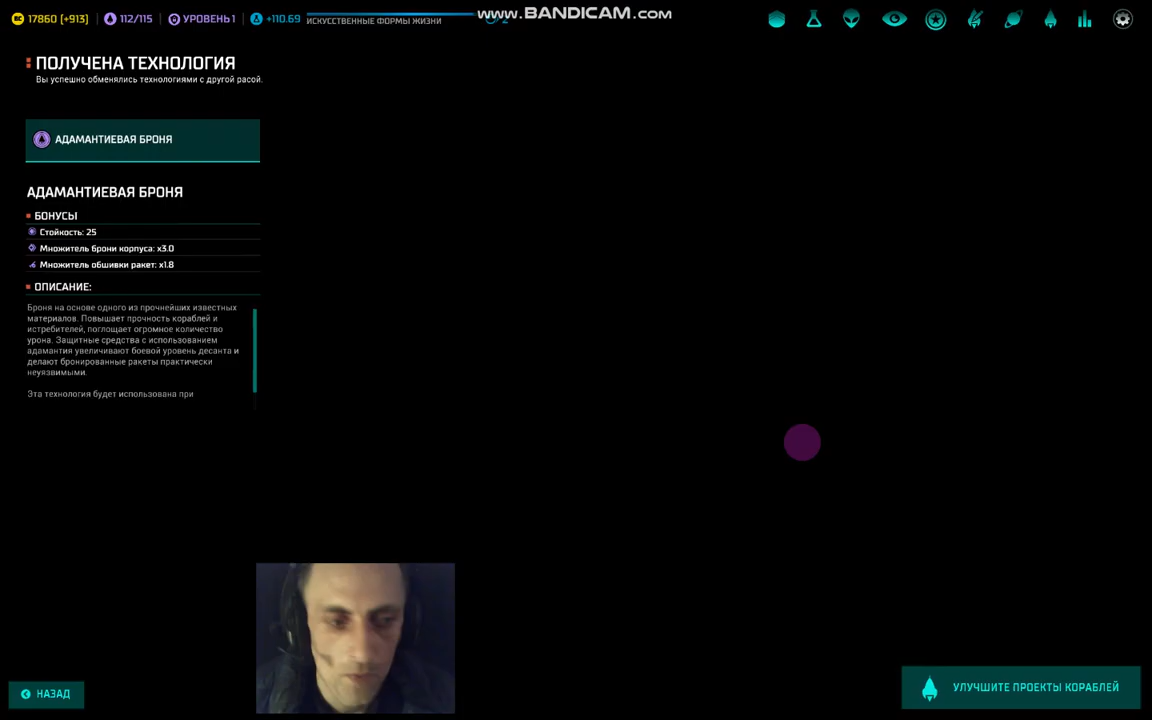 17860 (+913) 112/115 УРОВЕНЬ 1 +110.69 ИСКУССТВЕННЫЕ ФОРМЫ ЖИЗНИ www.BANDICAM.com
ПОЛУЧЕНА ТЕХНОЛОГИЯ
Вы успешно обменялись технологиями с другой расой.
АДАМАНТИЕВАЯ БРОНЯ
АДАМАНТИЕВАЯ БРОНЯ
БОНУСЫ
Стойкость: 25
Множитель брони корпуса: x3.0
Множитель обшивки ракет: x1.8
ОПИСАНИЕ:
Броня на основе одного из прочнейших известных
материалов. Повышает прочность кораблей и
истребителей, поглощает огромное количество
урона. Защитные средства с использованием
адамантия увеличивают боевой уровень десанта и
делают бронированные ракеты практически
неуязвимыми.
Эта технология будет использована при
НАЗАД
УЛУЧШИТЕ ПРОЕКТЫ КОРАБЛЕЙ